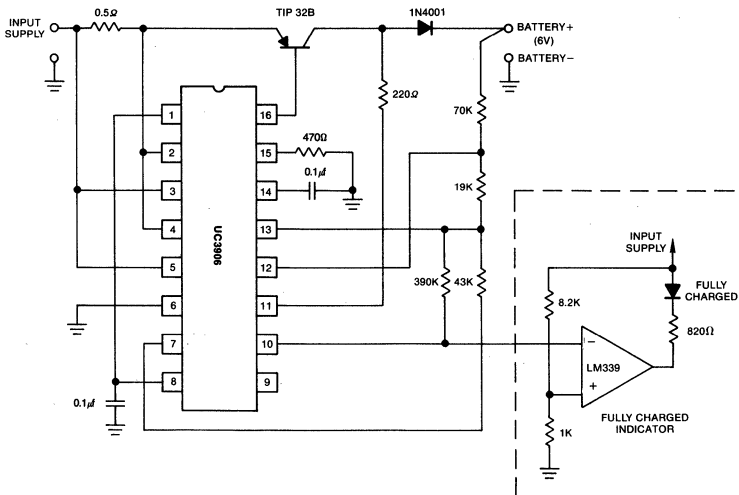 INPUT
SUPPLY
0.5Ω
TIP 32B
1N4001
BATTERY+
(6V)
BATTERY−
220Ω
70K
1
16
470Ω
2
15
0.1µf
3
14
19K
4
13
UC3906
5
12
390K
43K
6
11
7
10
8
9
0.1µf
INPUT
SUPPLY
FULLY
CHARGED
8.2K
820Ω
−
LM339
+
1K
FULLY CHARGED
INDICATOR